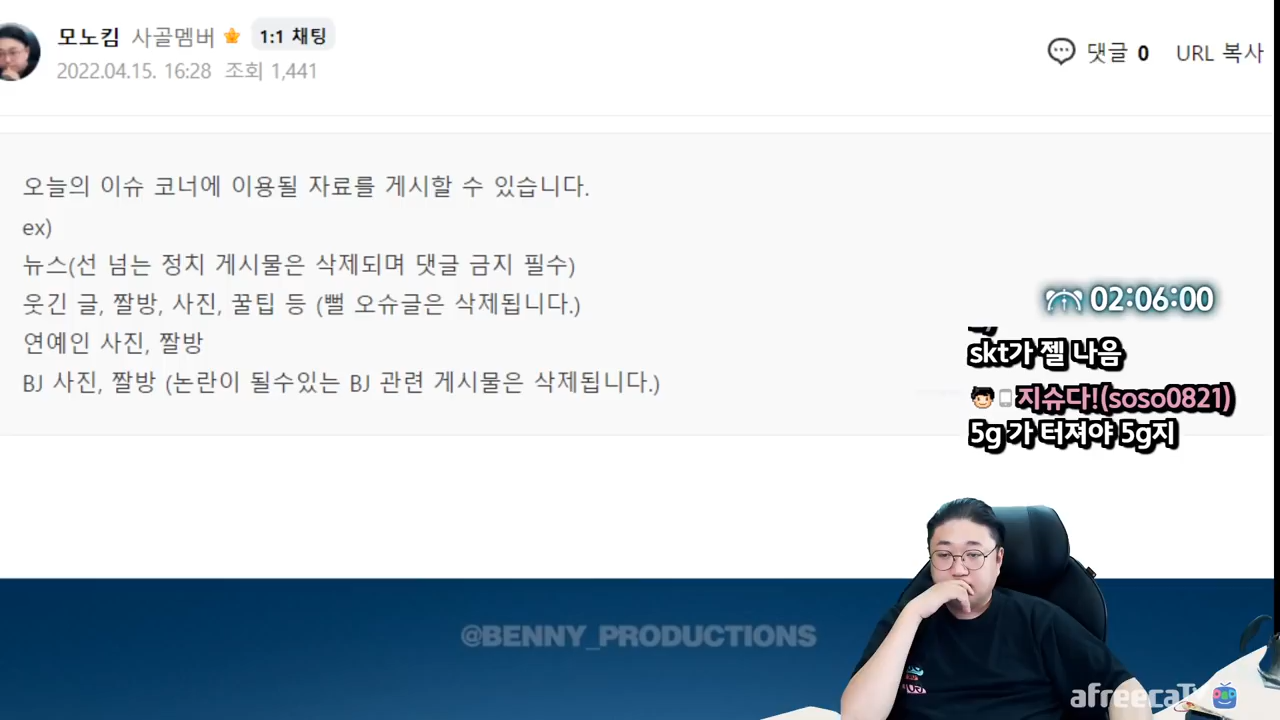 모노킴 사골멤버 1:1 채팅
2022.04.15. 16:28 조회 1,441
댓글 0 URL 복사
오늘의 이슈 코너에 이용될 자료를 게시할 수 있습니다.
ex)
뉴스(선 넘는 정치 게시물은 삭제되며 댓글 금지 필수)
웃긴 글, 짤방, 사진, 꿀팁 등 (뻘 오슈글은 삭제됩니다.)
연예인 사진, 짤방
BJ 사진, 짤방 (논란이 될수있는 BJ 관련 게시물은 삭제됩니다.)
02:06:00
skt가 젤 나음
지슈다!(soso0821)
5g 가 터져야 5g지
@BENNY_PRODUCTIONS
afreecaTV